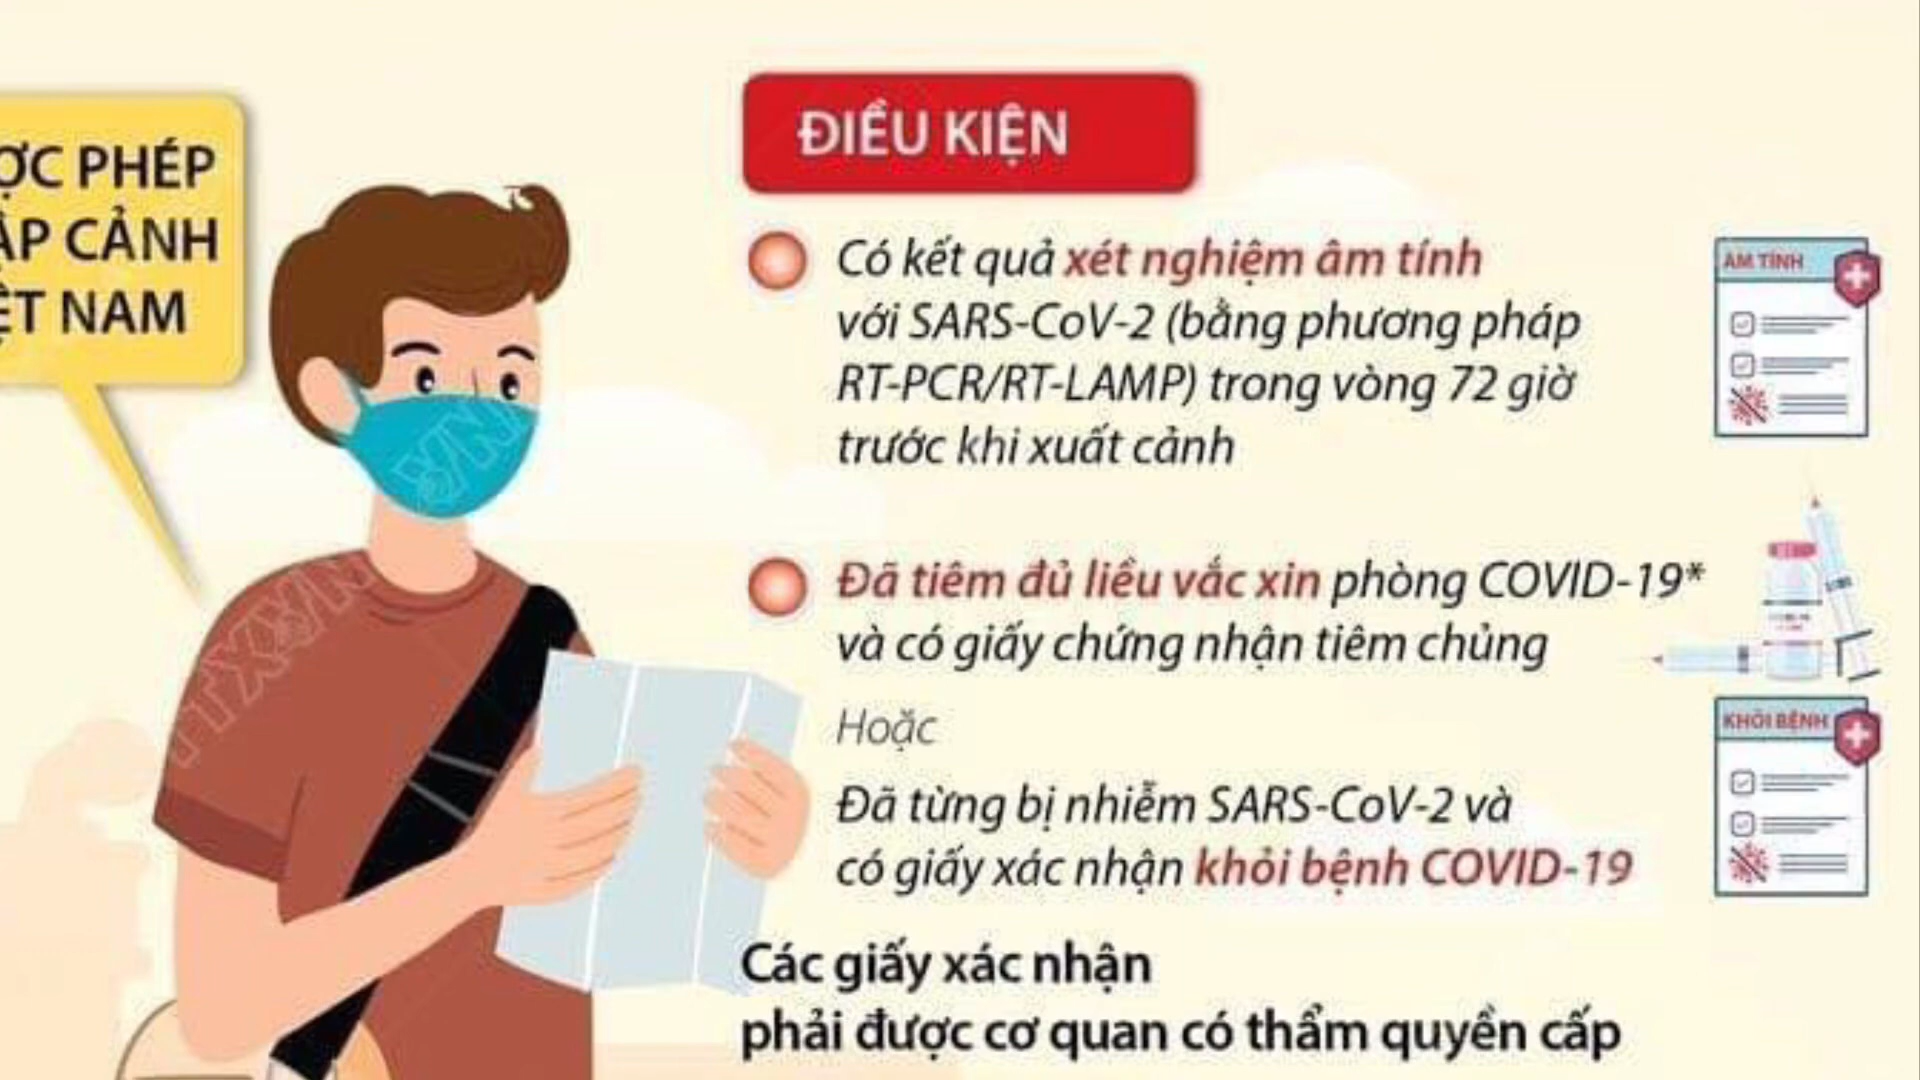 PHÉP
CẢNH
NAM
ĐIỀU KIỆN
Có kết quả xét nghiệm âm tính
với SARS-CoV-2 (bằng phương pháp
RT-PCR/RT-LAMP) trong vòng 72 giờ
trước khi xuất cảnh
ÂM TÍNH
Đã tiêm đủ liều vắc xin phòng COVID-19*
và có giấy chứng nhận tiêm chủng
Hoặc
Đã từng bị nhiễm SARS-CoV-2 và
có giấy xác nhận khỏi bệnh COVID-19
KHỎI BỆNH
Các giấy xác nhận
phải được cơ quan có thẩm quyền cấp